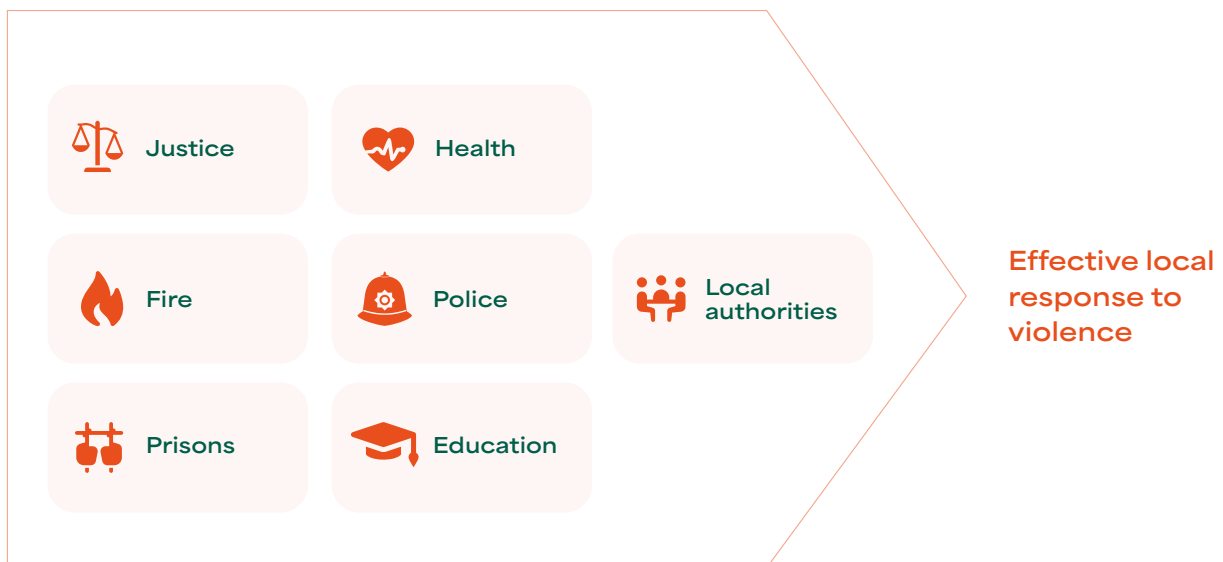 Justice
Health
Fire
Police
Local
authorities
Prisons
Education
Effective local
response to
violence